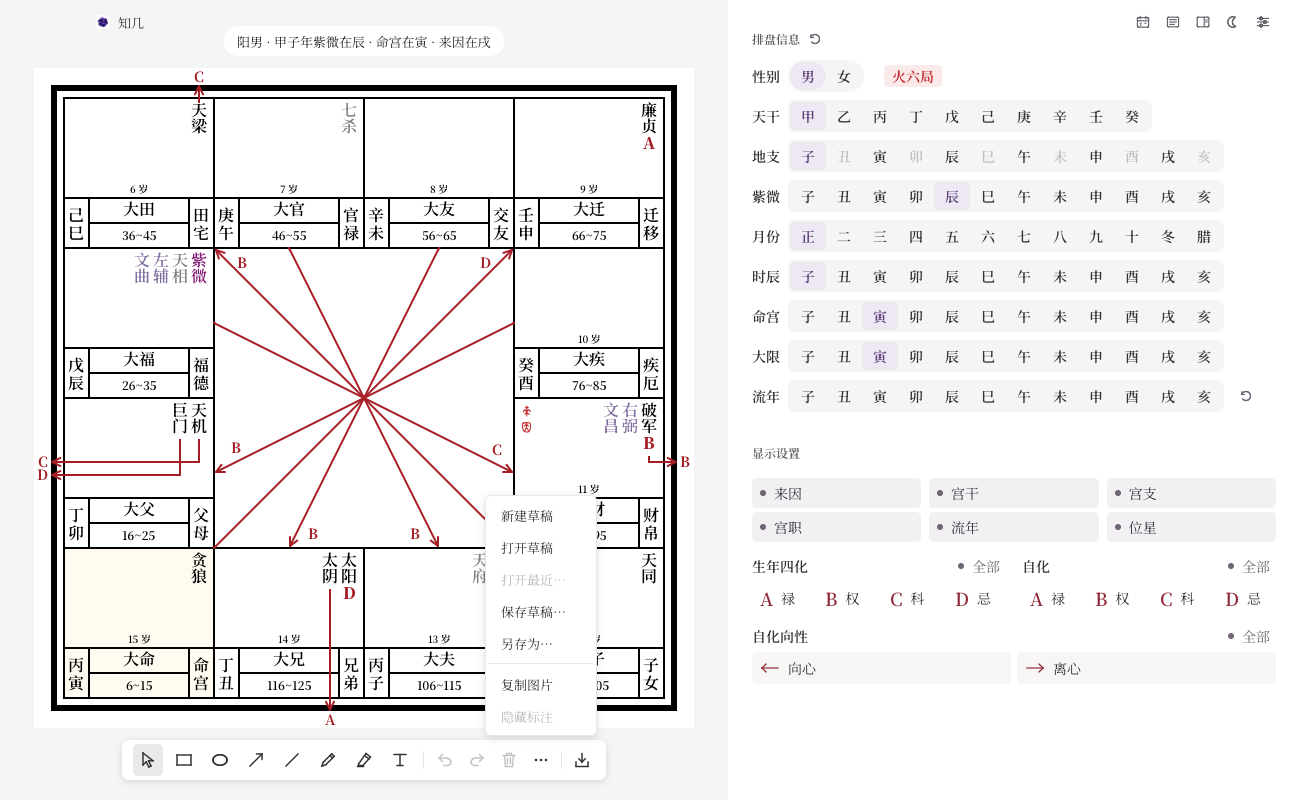 知几
阳男 · 甲子年紫微在辰 · 命宫在寅 · 来因在戌
C
天梁
七杀
廉贞
A
6 岁
7 岁
8 岁
9 岁
己巳 大田 田宅 庚午 大官 官禄 辛未 大友 交友 壬申 大迁 迁移
36~45 46~55 56~65 66~75
文曲 左辅 天相 紫微
B
D
10 岁
戊辰 大福 福德
26~35
癸酉 大疾 疾厄
76~85
巨门 天机
文昌 右弼 破军
B
C
D
B
C
B
11 岁
丁卯 大父 父母
16~25
财 财帛
95
B
B
贪狼
太阴 太阳
D
天府
天同
15 岁
14 岁
13 岁
岁
丙寅 大命 命宫 丁丑 大兄 兄弟 丙子 大夫
6~15 116~125 106~115
子 子女
05
A
新建草稿
打开草稿
打开最近…
保存草稿…
另存为…
复制图片
隐藏标注
T
排盘信息
性别 男 女 火六局
天干 甲 乙 丙 丁 戊 己 庚 辛 壬 癸
地支 子 丑 寅 卯 辰 巳 午 未 申 酉 戌 亥
紫微 子 丑 寅 卯 辰 巳 午 未 申 酉 戌 亥
月份 正 二 三 四 五 六 七 八 九 十 冬 腊
时辰 子 丑 寅 卯 辰 巳 午 未 申 酉 戌 亥
命宫 子 丑 寅 卯 辰 巳 午 未 申 酉 戌 亥
大限 子 丑 寅 卯 辰 巳 午 未 申 酉 戌 亥
流年 子 丑 寅 卯 辰 巳 午 未 申 酉 戌 亥
显示设置
来因 宫干 宫支
宫职 流年 位星
生年四化 全部 自化 全部
A 禄 B 权 C 科 D 忌 A 禄 B 权 C 科 D 忌
自化向性 全部
向心 离心